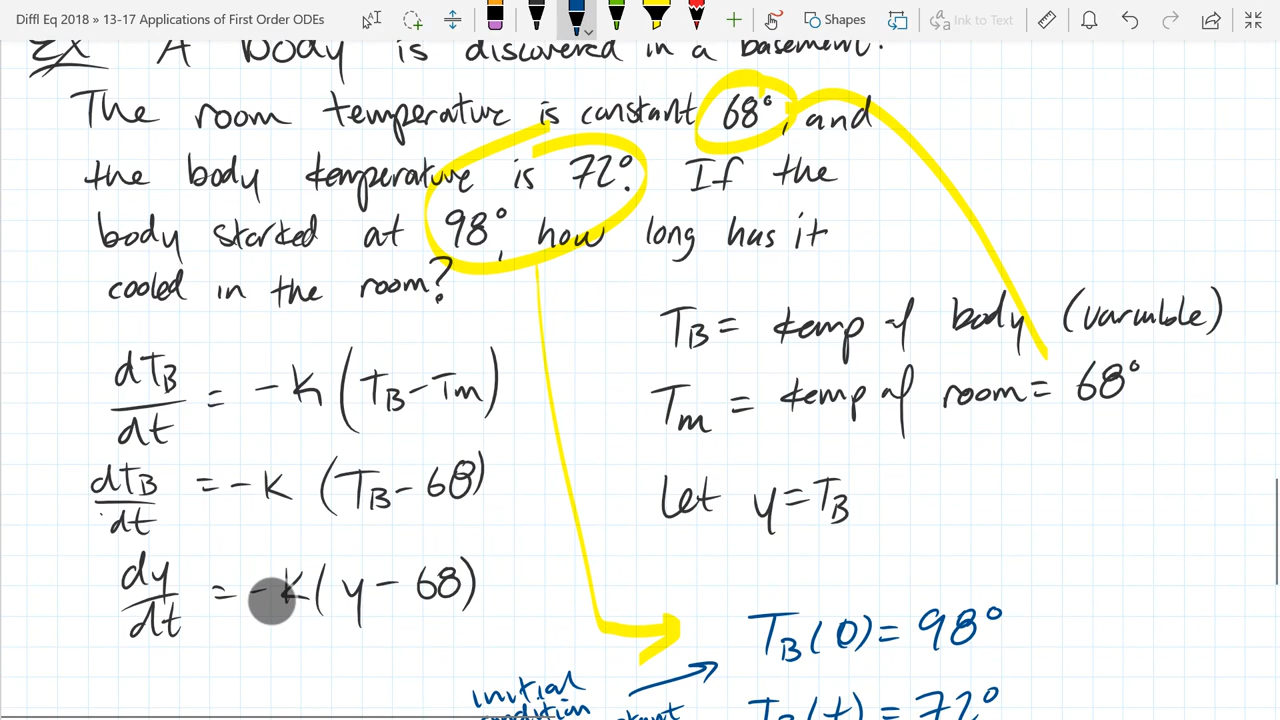 Diffl Eq 2018 » 13-17 Applications of First Order ODEs
Shapes
Ink to Text
Ex A Body is discovered in a basement.
The room temperature is constant 68°, and
the body temperature is 72°. If the
body started at 98°, how long has it
cooled in the room?
T_B = temp of body (variable)
dT_B/dt = -K(T_B - T_m)
T_m = temp of room = 68°
dT_B/dt = -K (T_B - 68)
Let y = T_B
dy/dt = -K(y - 68)
T_B(0) = 98°
initial
condition
T_B(t) = 72°